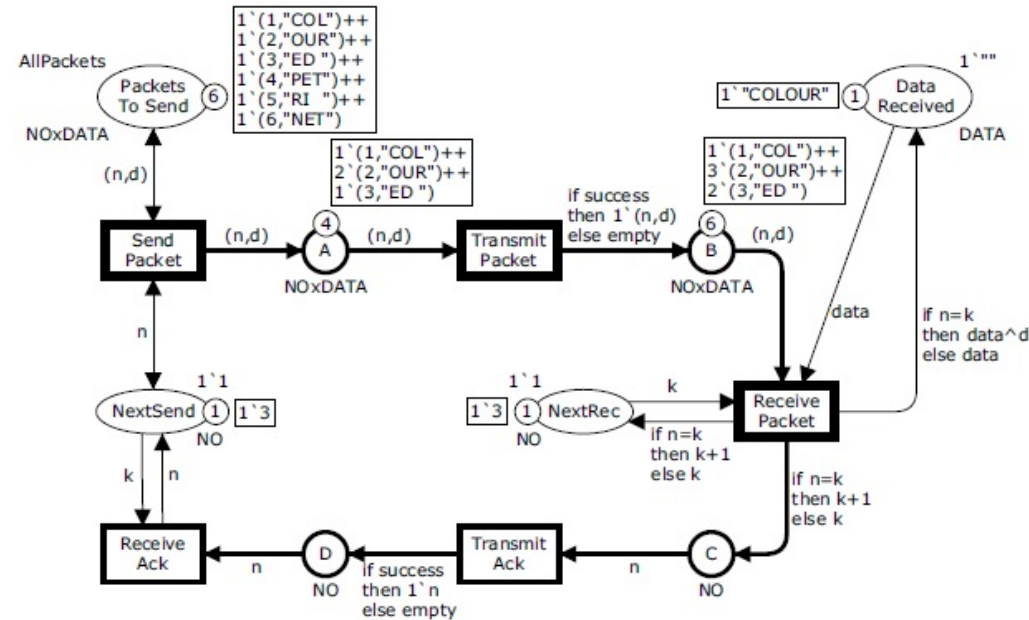 AllPackets
Packets
To Send
6
1`(1,"COL")++
1`(2,"OUR")++
1`(3,"ED ")++
1`(4,"PET")++
1`(5,"RI  ")++
1`(6,"NET")
NOxDATA
1`""
1`"COLOUR"
1
Data
Received
DATA
(n,d)
1`(1,"COL")++
2`(2,"OUR")++
1`(3,"ED ")
1`(1,"COL")++
3`(2,"OUR")++
2`(3,"ED ")
Send
Packet
(n,d)
4
A
NOxDATA
(n,d)
Transmit
Packet
if success
then 1`(n,d)
else empty
6
B
NOxDATA
(n,d)
data
if n=k
then data^d
else data
n
1`1
NextSend
1
1`3
NO
1`1
1`3
1
NextRec
NO
k
if n=k
then k+1
else k
Receive
Packet
if n=k
then k+1
else k
k
n
Receive
Ack
n
D
NO
if success
then 1`n
else empty
Transmit
Ack
n
C
NO